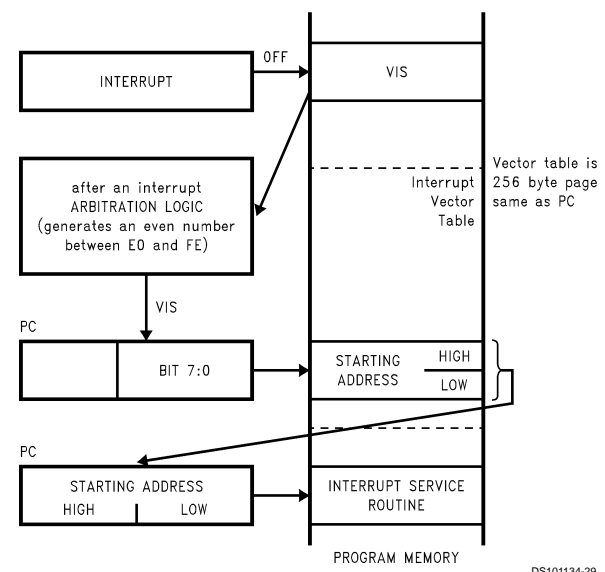 INTERRUPT
OFF
VIS
after an interrupt
ARBITRATION LOGIC
(generates an even number
between E0 and FE)
Interrupt
Vector
Table
Vector table is
256 byte page
same as PC
VIS
PC
BIT 7:0
STARTING
ADDRESS
HIGH
LOW
PC
STARTING ADDRESS
HIGH
LOW
INTERRUPT SERVICE
ROUTINE
PROGRAM MEMORY
DS101134-29